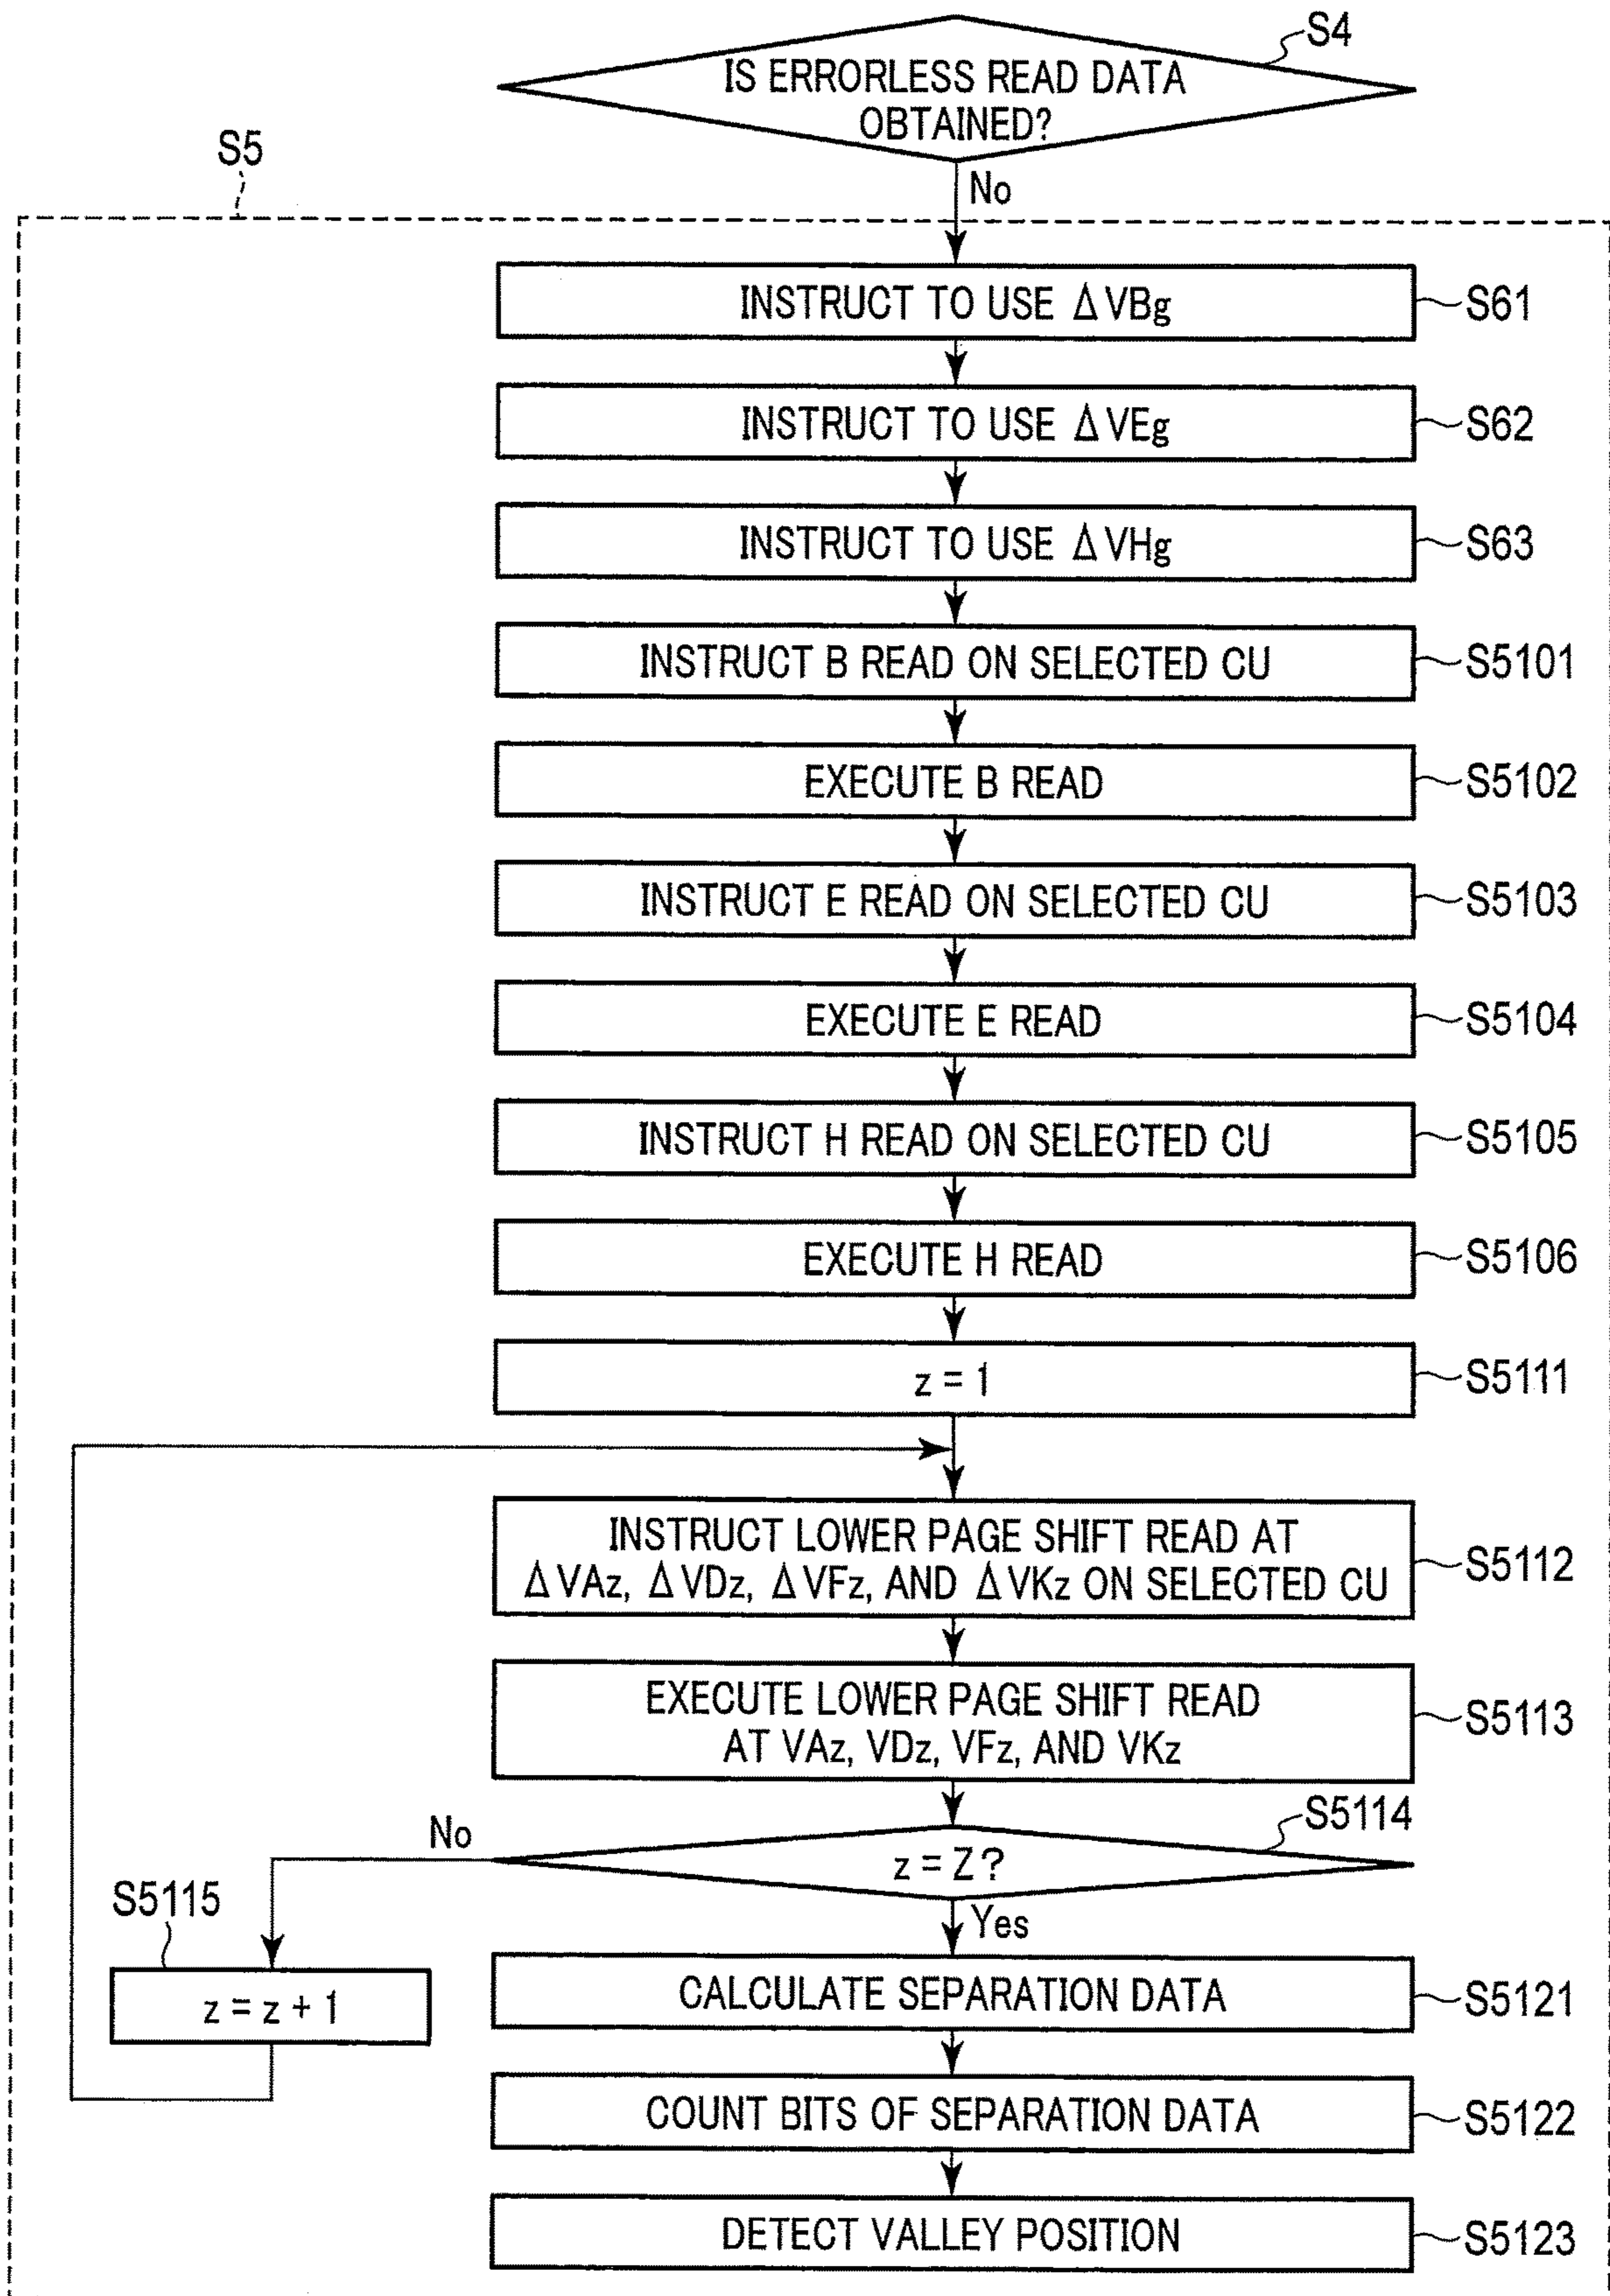 S4
IS ERRORLESS READ DATA
OBTAINED?
S5
No
INSTRUCT TO USE ΔVBg
S61
INSTRUCT TO USE ΔVEg
S62
INSTRUCT TO USE ΔVHg
S63
INSTRUCT B READ ON SELECTED CU
S5101
EXECUTE B READ
S5102
INSTRUCT E READ ON SELECTED CU
S5103
EXECUTE E READ
S5104
INSTRUCT H READ ON SELECTED CU
S5105
EXECUTE H READ
S5106
z = 1
S5111
INSTRUCT LOWER PAGE SHIFT READ AT
ΔVAz, ΔVDz, ΔVFz, AND ΔVKz ON SELECTED CU
S5112
EXECUTE LOWER PAGE SHIFT READ
AT VAz, VDz, VFz, AND VKz
S5113
S5114
No
z = Z?
S5115
Yes
z = z + 1
CALCULATE SEPARATION DATA
S5121
COUNT BITS OF SEPARATION DATA
S5122
DETECT VALLEY POSITION
S5123